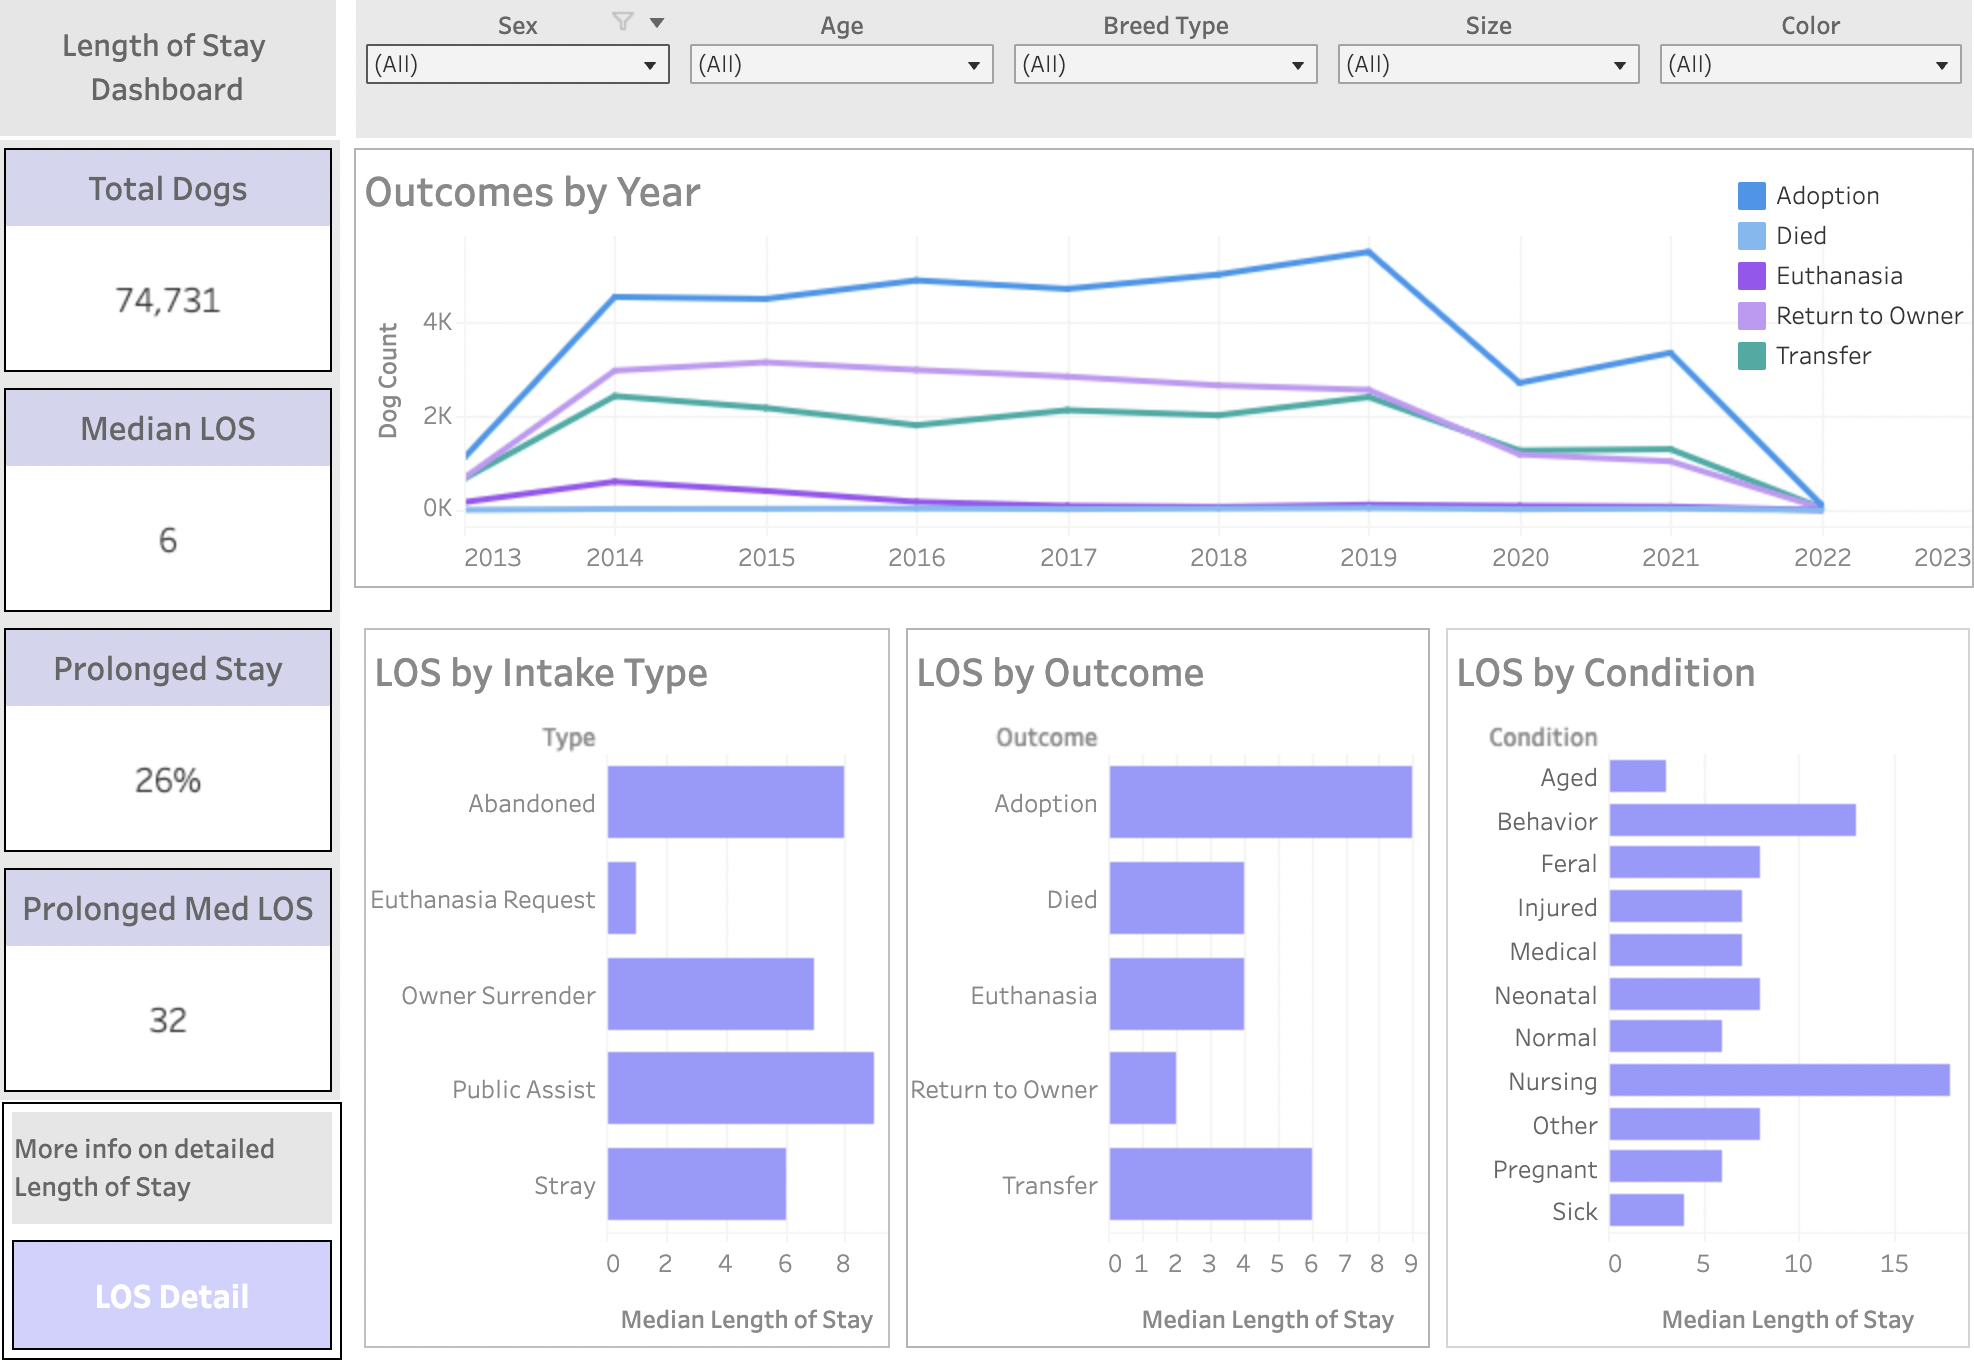 Length of Stay
Dashboard
Sex
Age
Breed Type
Size
Color
(All)
(All)
(All)
(All)
(All)
Total Dogs
74,731
Median LOS
6
Prolonged Stay
26%
Prolonged Med LOS
32
More info on detailed
Length of Stay
LOS Detail
Outcomes by Year
Adoption
Died
Euthanasia
Return to Owner
Transfer
Dog Count
4K
2K
0K
2013 2014 2015 2016 2017 2018 2019 2020 2021 2022 2023
LOS by Intake Type
Type
Abandoned
Euthanasia Request
Owner Surrender
Public Assist
Stray
0 2 4 6 8
Median Length of Stay
LOS by Outcome
Outcome
Adoption
Died
Euthanasia
Return to Owner
Transfer
0 1 2 3 4 5 6 7 8 9
Median Length of Stay
LOS by Condition
Condition
Aged
Behavior
Feral
Injured
Medical
Neonatal
Normal
Nursing
Other
Pregnant
Sick
0 5 10 15
Median Length of Stay